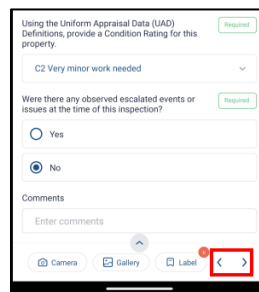 Using the Uniform Appraisal Data (UAD)
Definitions, provide a Condition Rating for this
property.
Required
C2 Very minor work needed
Were there any observed escalated events or
issues at the time of this inspection?
Required
Yes
No
Comments
Enter comments
Camera
Gallery
Label